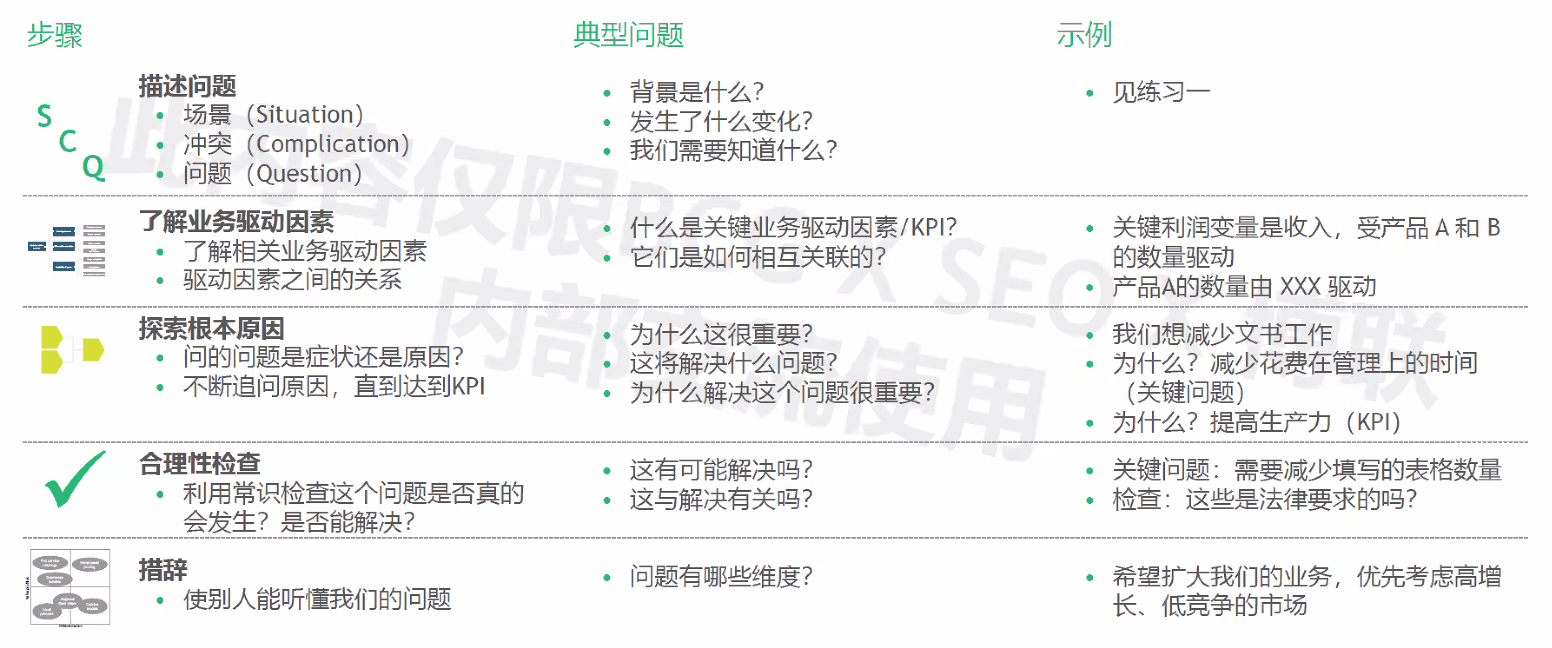 步骤
典型问题
示例
S
C
Q
描述问题
• 场景（Situation）
• 冲突（Complication）
• 问题（Question）
• 背景是什么？
• 发生了什么变化？
• 我们需要知道什么？
• 见练习一
了解业务驱动因素
• 了解相关业务驱动因素
• 驱动因素之间的关系
• 什么是关键业务驱动因素/KPI？
• 它们是如何相互关联的？
• 关键利润变量是收入，受产品 A 和 B
的数量驱动
• 产品A的数量由 XXX 驱动
探索根本原因
• 问的问题是症状还是原因？
• 不断追问原因，直到达到KPI
• 为什么这很重要？
• 这将解决什么问题？
• 为什么解决这个问题很重要？
• 我们想减少文书工作
• 为什么？减少花费在管理上的时间
（关键问题）
• 为什么？提高生产力（KPI）
合理性检查
• 利用常识检查这个问题是否真的
会发生？是否能解决？
• 这有可能解决吗？
• 这与解决有关吗？
• 关键问题：需要减少填写的表格数量
• 检查：这些是法律要求的吗？
措辞
• 使别人能听懂我们的问题
• 问题有哪些维度？
• 希望扩大我们的业务，优先考虑高增
长、低竞争的市场
此内容仅限BCG X SEO X 青联
内部交流使用